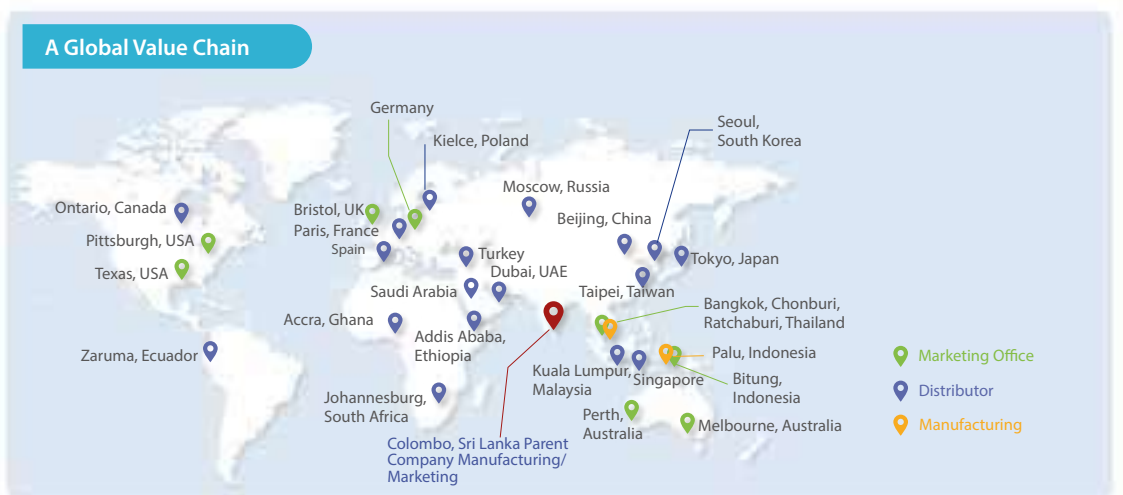 A Global Value Chain
Germany
Kielce, Poland
Seoul,
South Korea
Moscow, Russia
Ontario, Canada
Bristol, UK
Beijing, China
Paris, France
Pittsburgh, USA
Spain
Turkey
Tokyo, Japan
Texas, USA
Dubai, UAE
Saudi Arabia
Taipei, Taiwan
Bangkok, Chonburi,
Ratchaburi, Thailand
Accra, Ghana
Addis Ababa,
Ethiopia
Zaruma, Ecuador
Palu, Indonesia
Kuala Lumpur,
Malaysia
Singapore
Bitung,
Indonesia
Johannesburg,
South Africa
Perth,
Australia
Melbourne, Australia
Colombo, Sri Lanka Parent
Company Manufacturing/
Marketing
Marketing Office
Distributor
Manufacturing